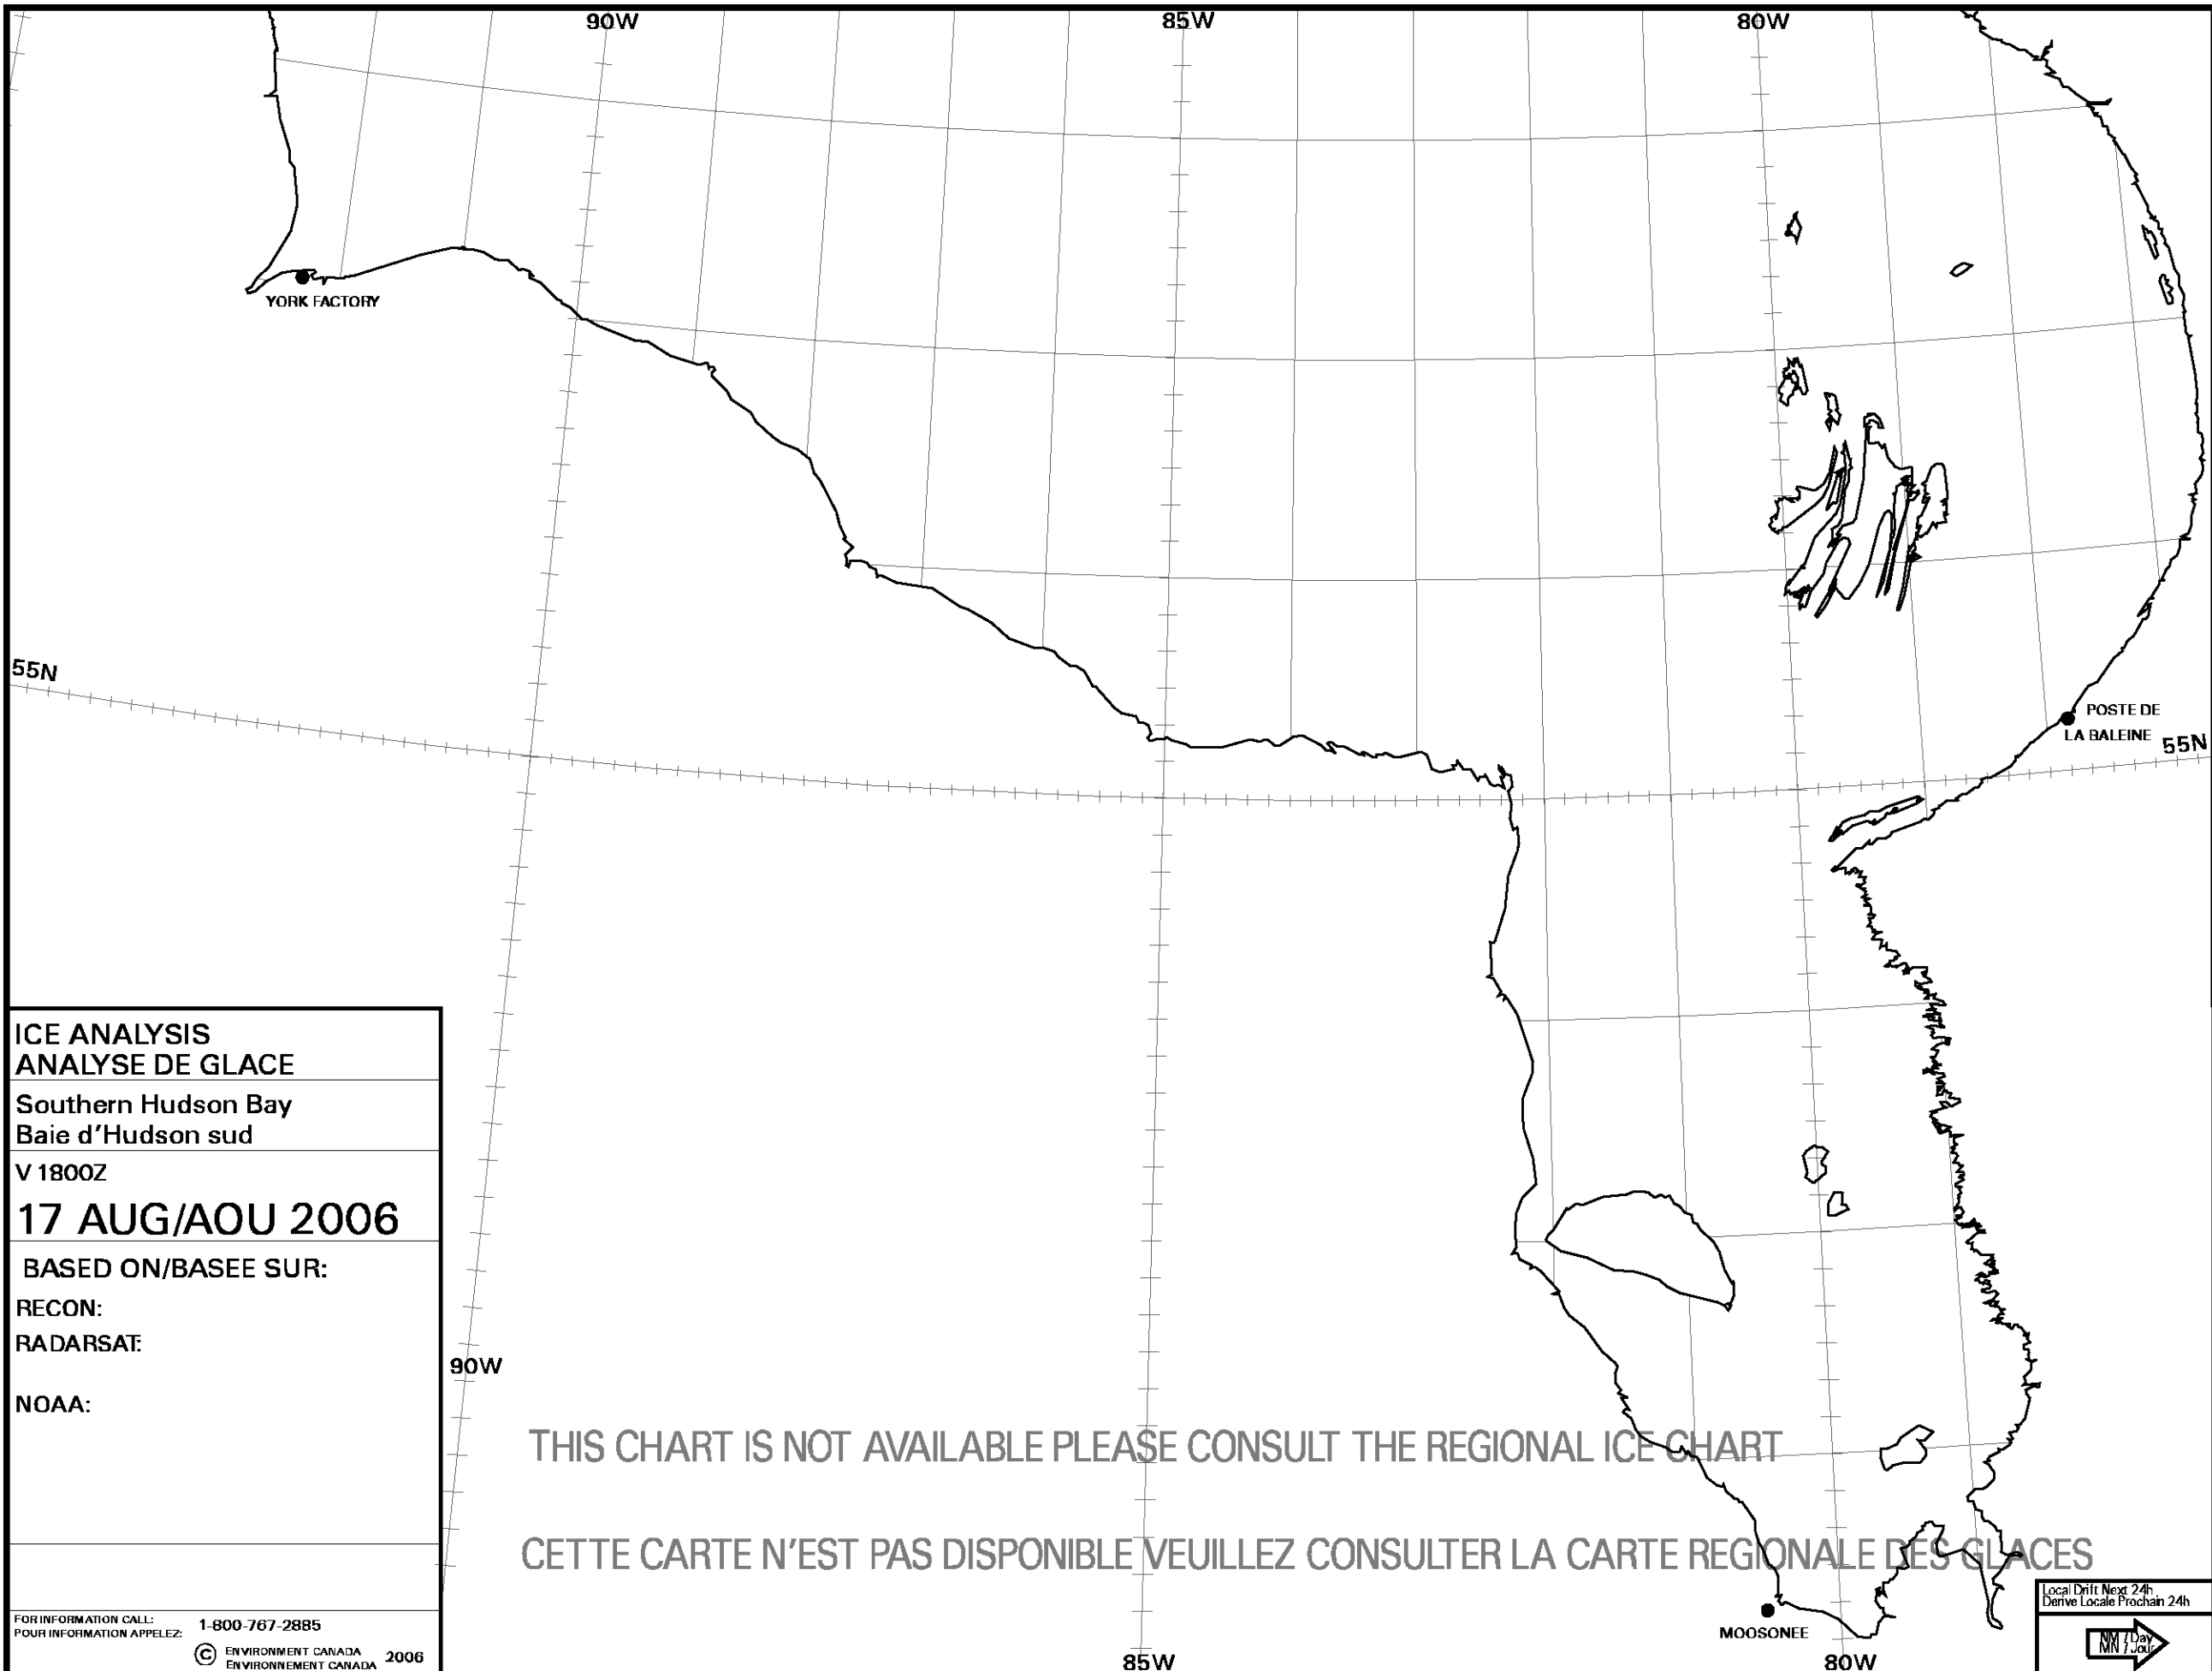 90W
85W
80W
YORK FACTORY
55N
POSTE DE
LA BALEINE
55N
ICE ANALYSIS
ANALYSE DE GLACE
Southern Hudson Bay
Baie d'Hudson sud
V 1800Z
17 AUG/AOU 2006
BASED ON/BASEE SUR:
RECON:
RADARSAT:
NOAA:
90W
THIS CHART IS NOT AVAILABLE PLEASE CONSULT THE REGIONAL ICE CHART
CETTE CARTE N'EST PAS DISPONIBLE VEUILLEZ CONSULTER LA CARTE REGIONALE DES GLACES
FOR INFORMATION CALL:
POUR INFORMATION APPELEZ:
1-800-767-2885
© ENVIRONMENT CANADA
ENVIRONNEMENT CANADA
2006
MOOSONEE
85W
80W
Local Drift Next 24h
Derive Locale Prochain 24h
NM / Day
MN / Jour